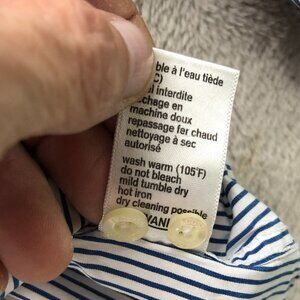 ble à l'eau tiède
C)
l interdite
chage en
machine doux
repassage fer chaud
nettoyage à sec
autorisé
wash warm (105°F)
do not bleach
mild tumble dry
hot iron
dry cleaning possible
WAN